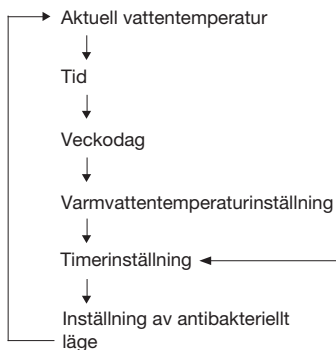 Aktuell vattentemperatur
Tid
Veckodag
Varmvattentemperaturinställning
Timerinställning
Inställning av antibakteriellt
läge